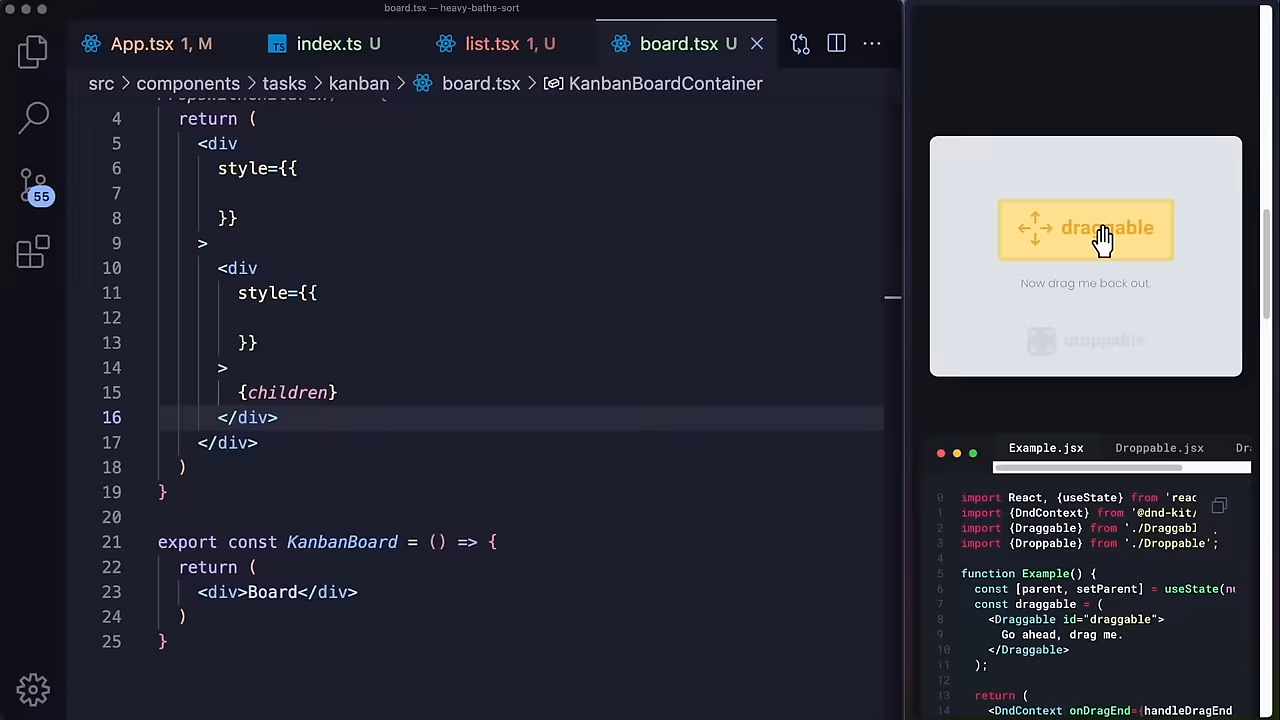 board.tsx — heavy-baths-sort
App.tsx 1, M
index.ts U
list.tsx 1, U
board.tsx U
src > components > tasks > kanban > board.tsx > KanbanBoardContainer
55
4 return (
5 <div
6 style={{
7
8 }}
9 >
10 <div
11 style={{
12
13 }}
14 >
15 {children}
16 </div>
17 </div>
18 )
19 }
20
21 export const KanbanBoard = () => {
22 return (
23 <div>Board</div>
24 )
25 }
draggable
Now drag me back out.
droppable
Example.jsx Droppable.jsx Dra
0 import React, {useState} from 'reac
1 import {DndContext} from '@dnd-kit/
2 import {Draggable} from './Draggabl
3 import {Droppable} from './Droppable';
4
5 function Example() {
6 const [parent, setParent] = useState(nu
7 const draggable = (
8 <Draggable id="draggable">
9 Go ahead, drag me.
10 </Draggable>
11 );
12
13 return (
14 <DndContext onDragEnd={handleDragEnd